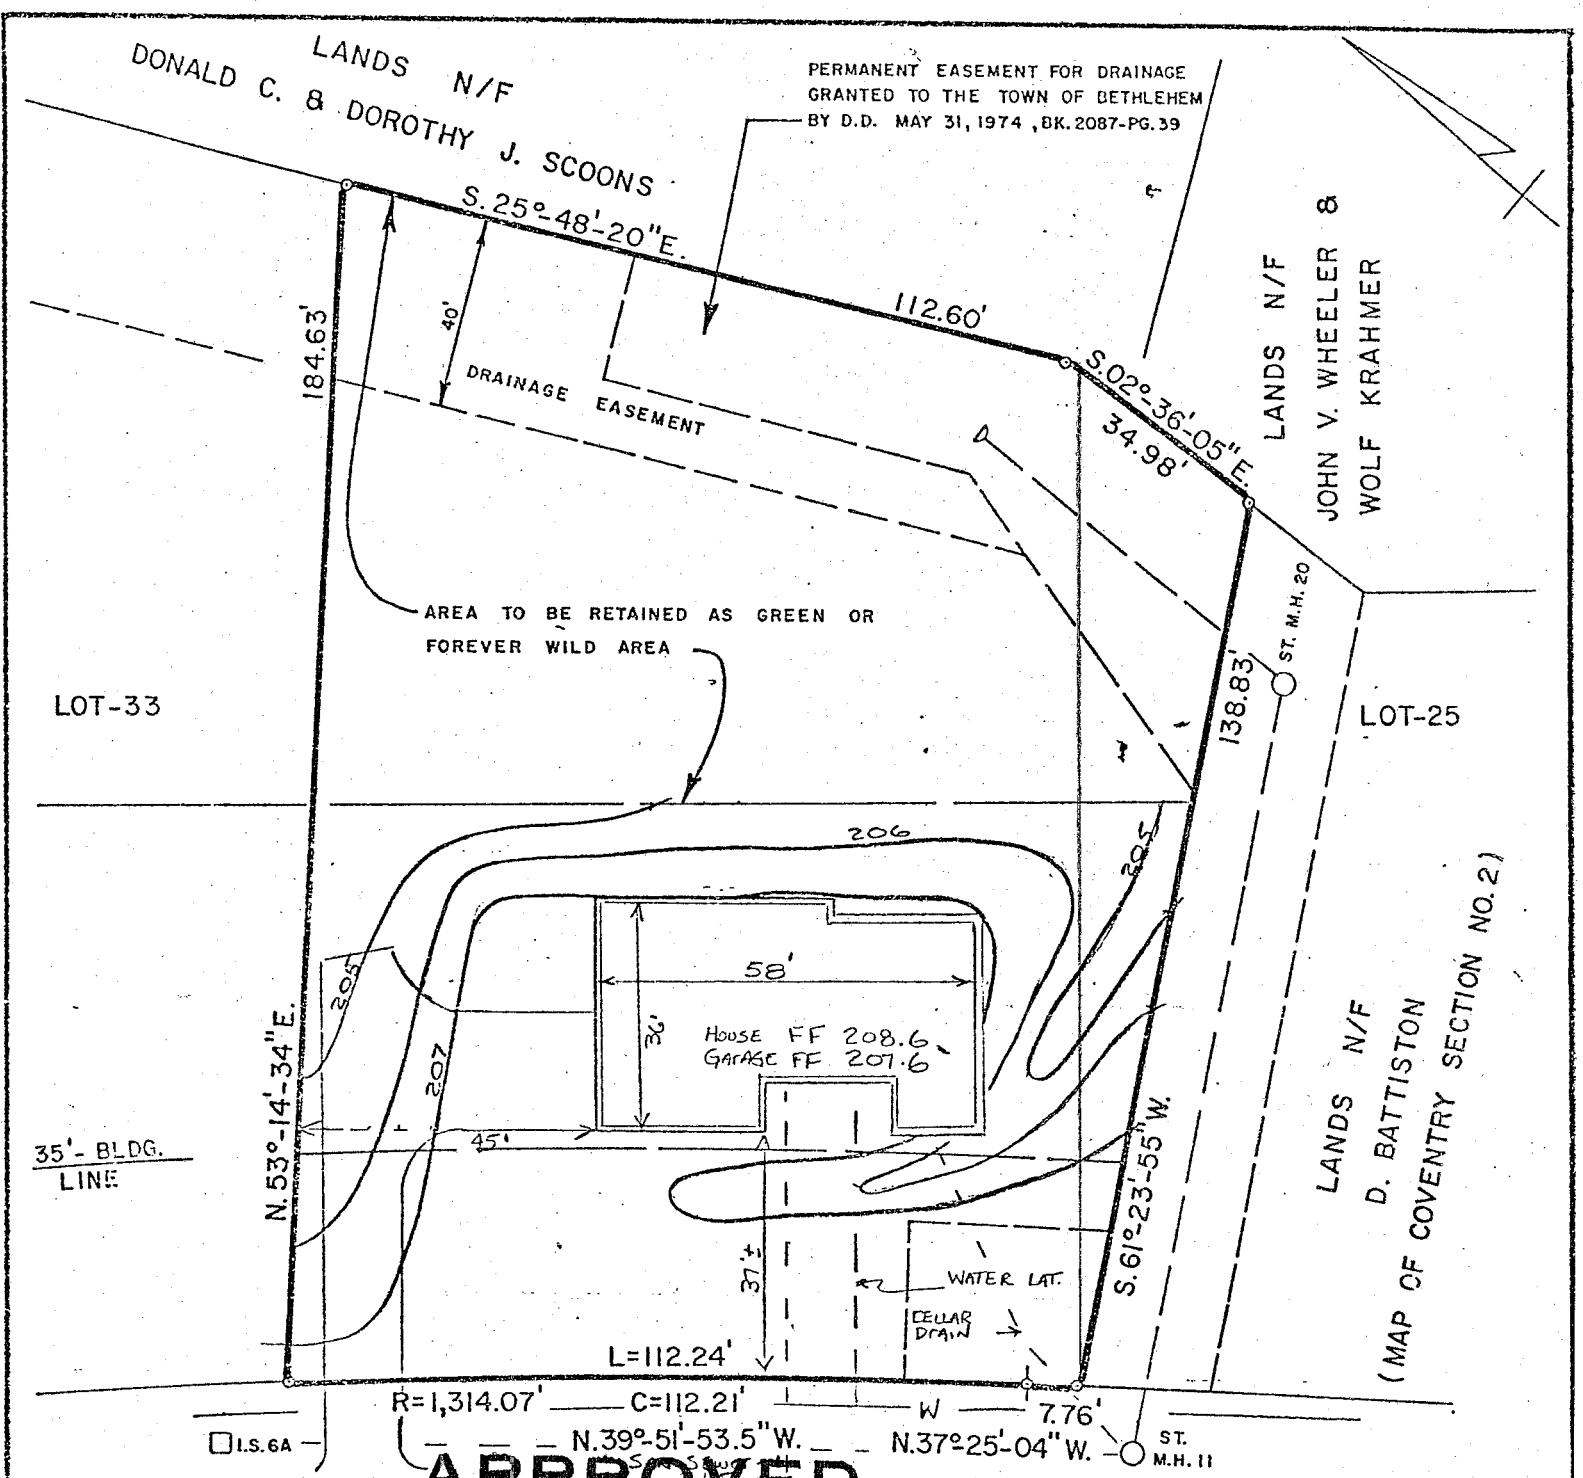 LANDS N/F
DONALD C. & DOROTHY J. SCOONS
PERMANENT EASEMENT FOR DRAINAGE
GRANTED TO THE TOWN OF BETHLEHEM
BY D.D. MAY 31, 1974 , BK. 2087-PG. 39
S. 25°-48'-20"E.
112.60'
S.02°-36'-05"E.
34.98'
LANDS N/F
JOHN V. WHEELER &
WOLF KRAHMER
184.63'
40'
DRAINAGE EASEMENT
AREA TO BE RETAINED AS GREEN OR
FOREVER WILD AREA
ST. M.H. 20
138.83'
LOT-33
LOT-25
206
205
205
207
58'
36'
HOUSE FF 208.6
GARAGE FF 207.6
N.53°-14'-34"E.
45'
35'- BLDG.
LINE
S.61°-23'-55"W.
LANDS N/F
D. BATTISTON
(MAP OF COVENTRY SECTION NO. 2)
37'±
WATER LAT.
CELLAR
DRAIN
L=112.24'
R=1,314.07' C=112.21' W 7.76'
I.S. 6A
N.39°-51'-53.5"W. N.37°-25'-04"W.
ST.
M.H. 11
APPROVED